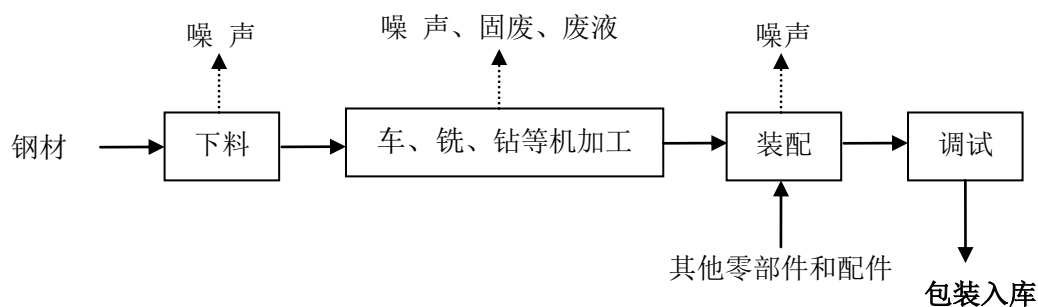 噪 声
噪 声、固废、废液
噪声
钢材
下料
车、铣、钻等机加工
装配
调试
其他零部件和配件
包装入库